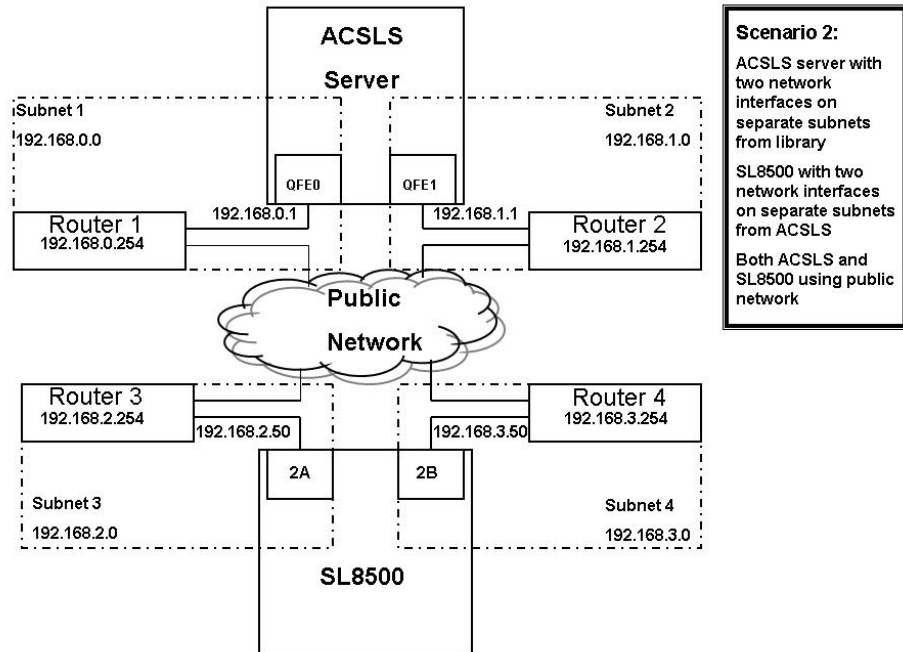 ACSLS
Server
Subnet 1
192.168.0.0
Subnet 2
192.168.1.0
QFE0
QFE1
192.168.0.1
192.168.1.1
Router 1
192.168.0.254
Router 2
192.168.1.254
Public
Network
Router 3
192.168.2.254
Router 4
192.168.3.254
192.168.2.50
192.168.3.50
2A
2B
Subnet 3
192.168.2.0
Subnet 4
192.168.3.0
SL8500
Scenario 2:
ACSLS server with
two network
interfaces on
separate subnets
from library
SL8500 with two
network interfaces
on separate subnets
from ACSLS
Both ACSLS and
SL8500 using public
network